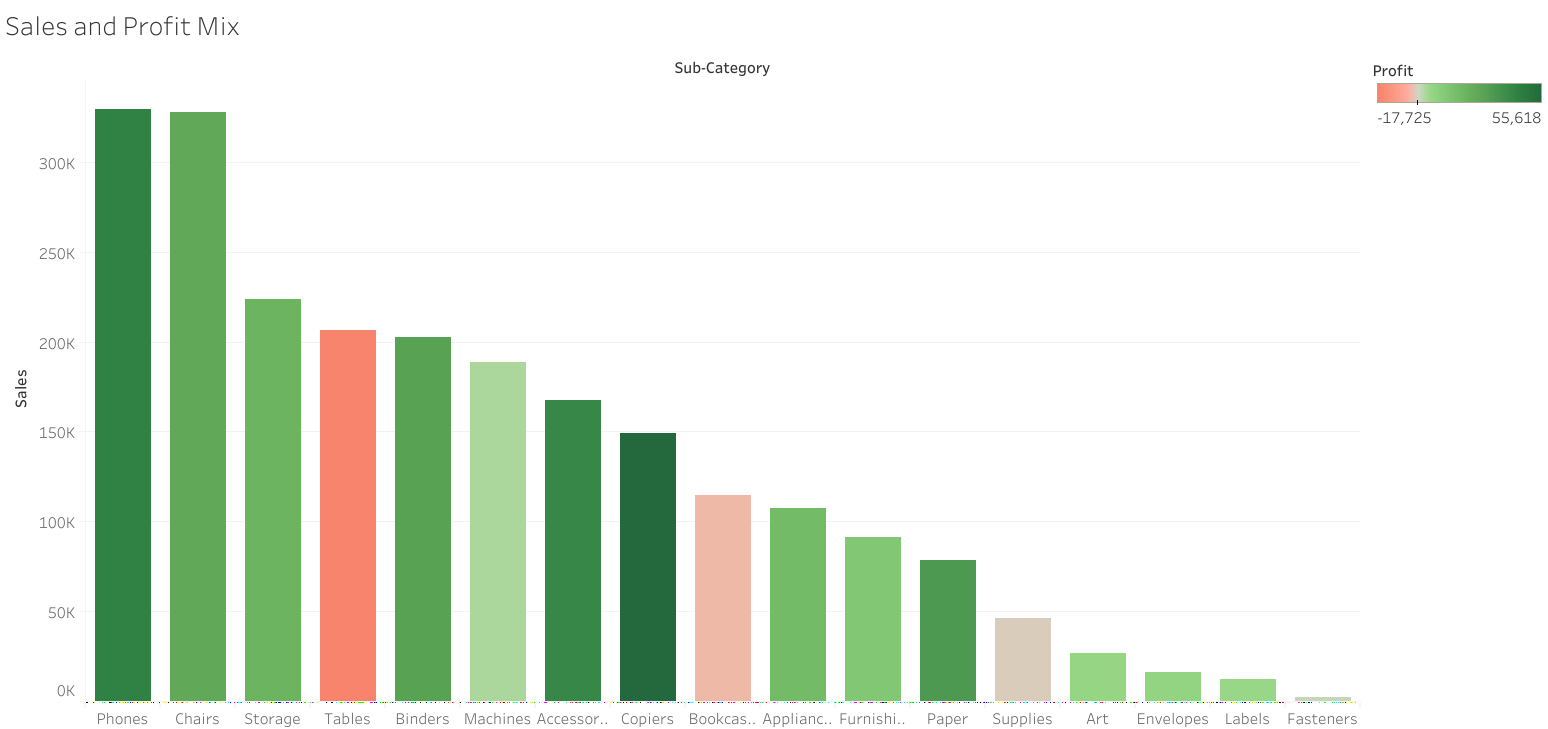 Sales and Profit Mix
Sub-Category
Profit
-17,725 55,618
Sales
300K
250K
200K
150K
100K
50K
0K
Phones Chairs Storage Tables Binders Machines Accessor.. Copiers Bookcas.. Applianc.. Furnishi.. Paper Supplies Art Envelopes Labels Fasteners